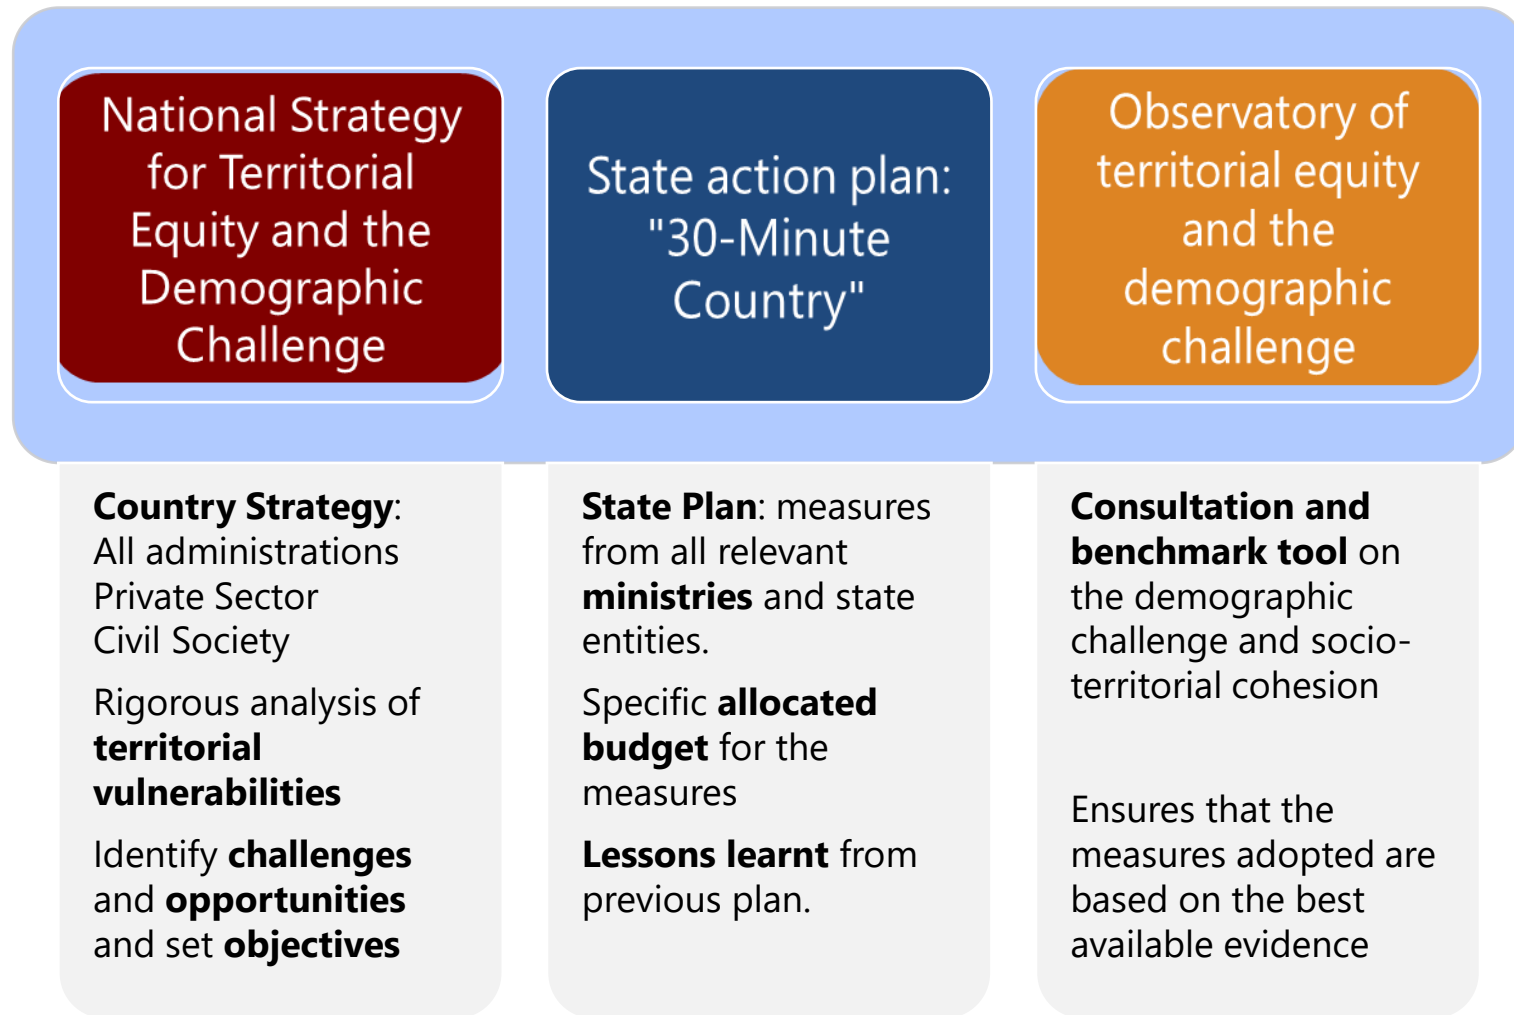 National Strategy
for Territorial
Equity and the
Demographic
Challenge
State action plan:
"30-Minute
Country"
Observatory of
territorial equity
and the
demographic
challenge
Country Strategy:
All administrations
Private Sector
Civil Society
Rigorous analysis of
territorial
vulnerabilities
Identify challenges
and opportunities
and set objectives
State Plan: measures
from all relevant
ministries and state
entities.
Specific allocated
budget for the
measures
Lessons learnt from
previous plan.
Consultation and
benchmark tool on
the demographic
challenge and socio-
territorial cohesion
Ensures that the
measures adopted are
based on the best
available evidence